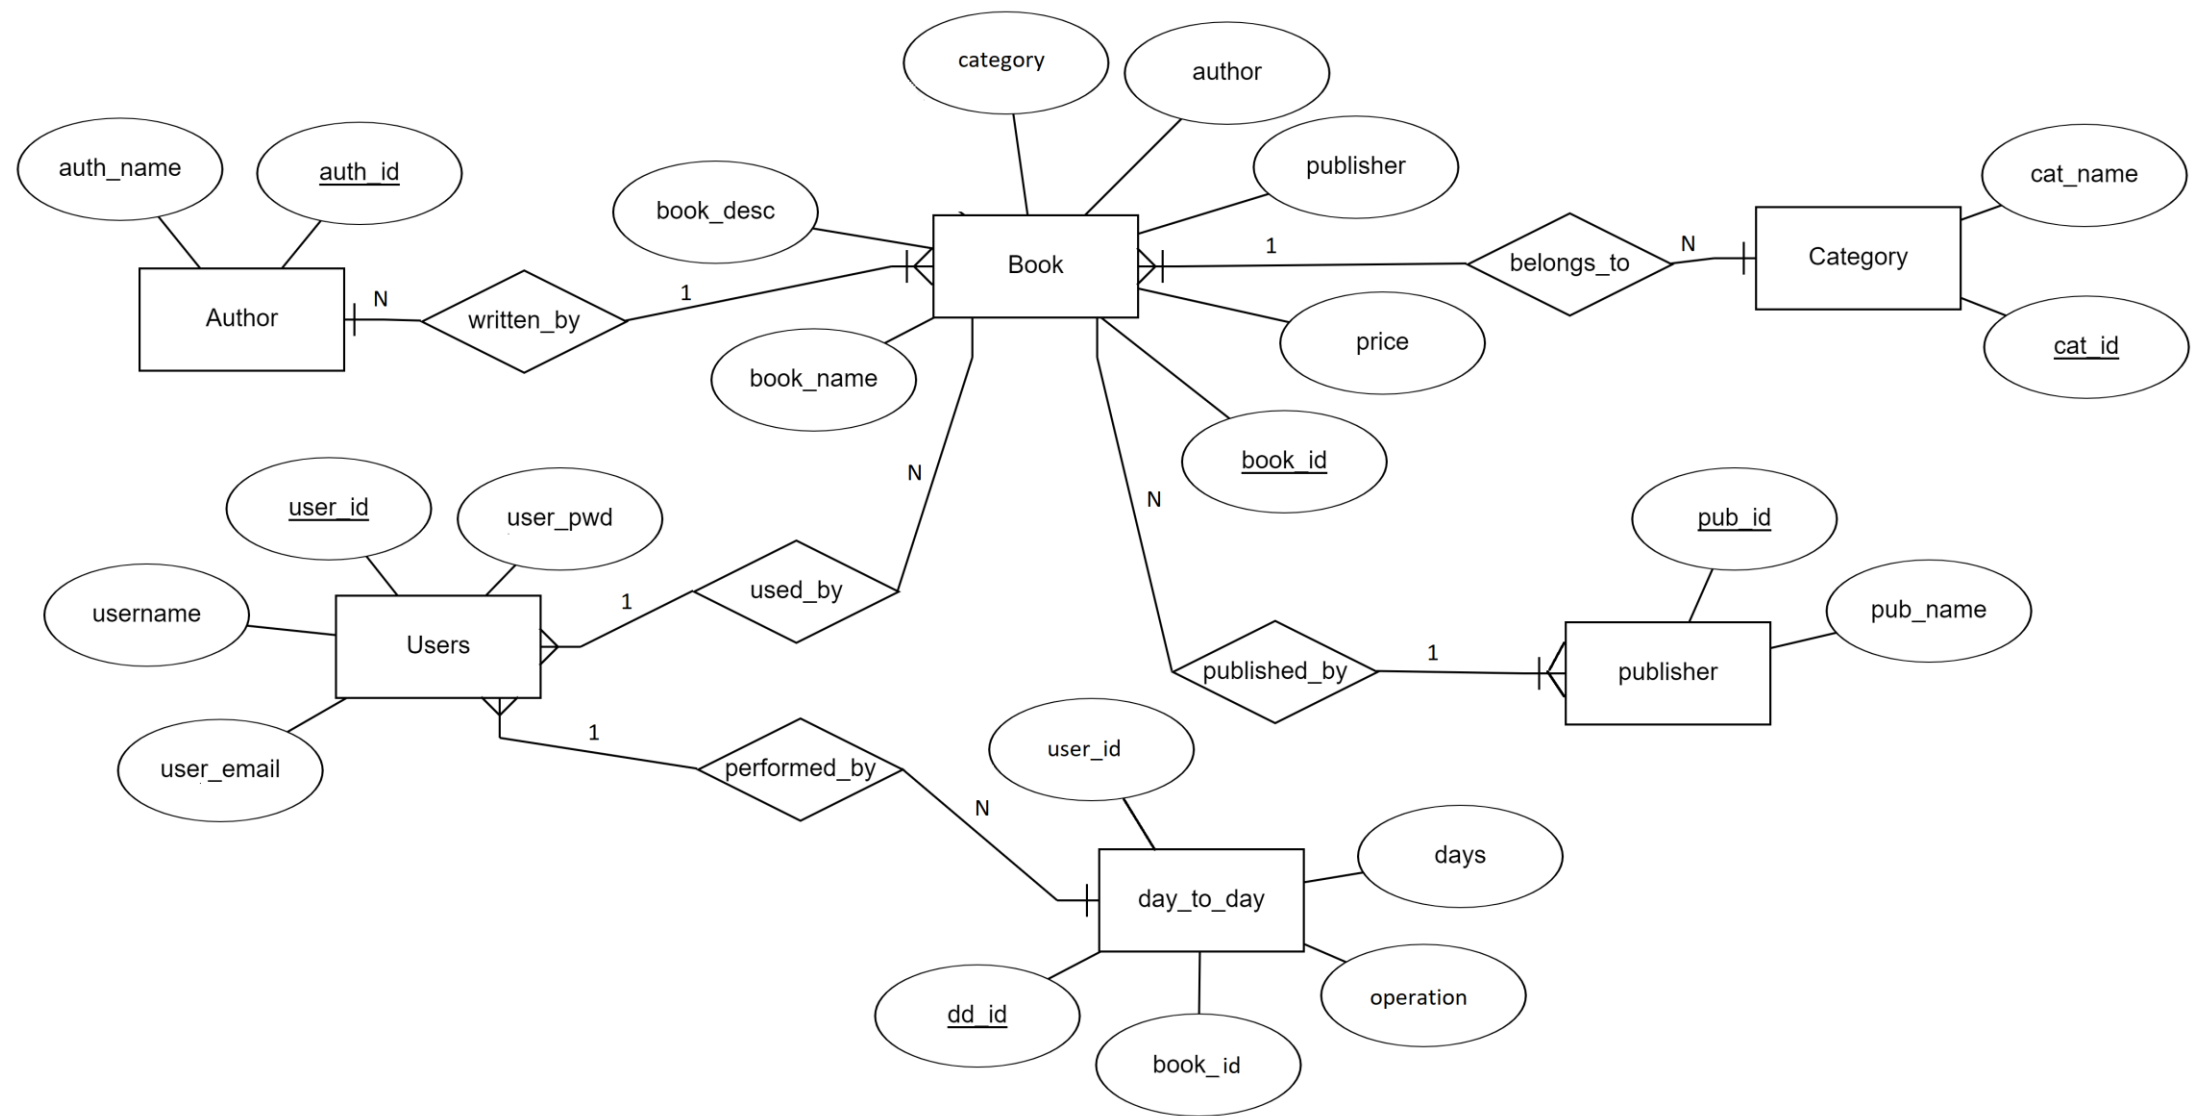 category
author
auth_name
auth_id
publisher
cat_name
book_desc
Book
1
belongs_to
N
Category
Author
N
written_by
1
price
cat_id
book_name
book_id
N
N
user_id
user_pwd
pub_id
username
Users
1
used_by
pub_name
published_by
1
publisher
user_email
1
performed_by
user_id
N
days
day_to_day
operation
dd_id
book_id